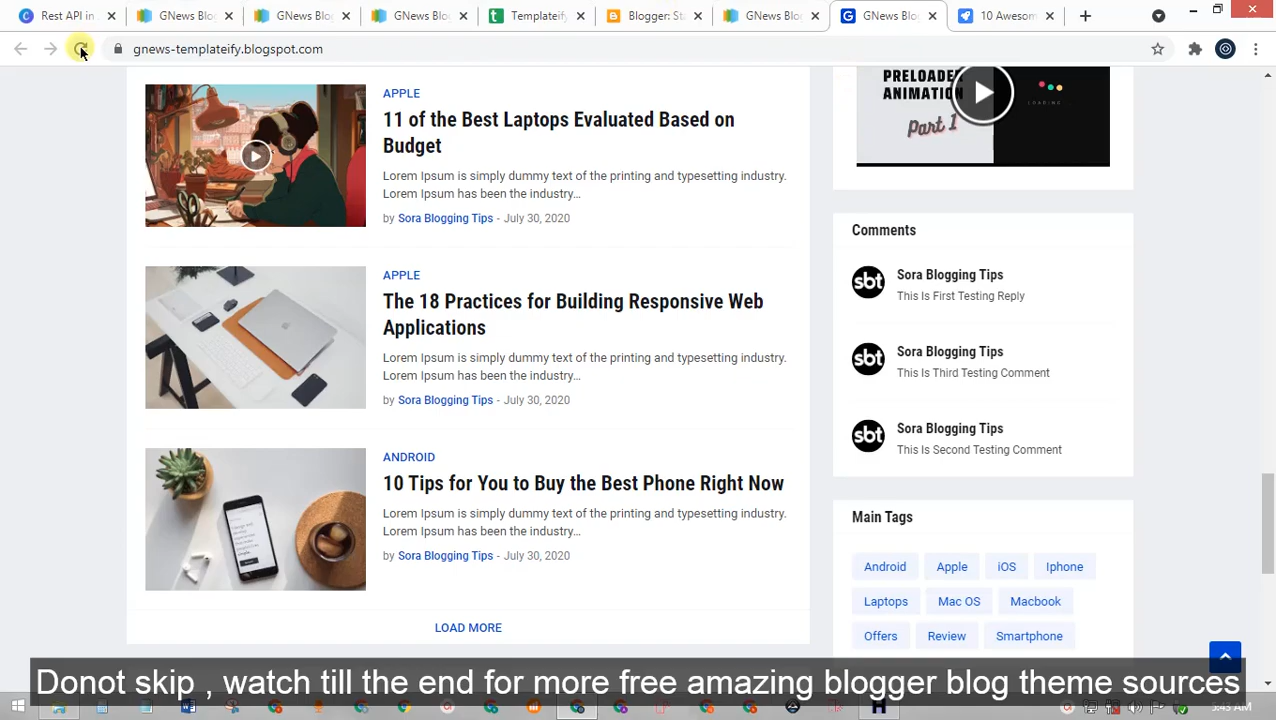 Rest API in
GNews Blo
GNews Blo
GNews Blo
Templateify
Blogger: St
GNews Blo
GNews Blo
10 Awesom
gnews-templateify.blogspot.com
APPLE
11 of the Best Laptops Evaluated Based on
Budget
Lorem Ipsum is simply dummy text of the printing and typesetting industry.
Lorem Ipsum has been the industry...
by Sora Blogging Tips - July 30, 2020
APPLE
The 18 Practices for Building Responsive Web
Applications
Lorem Ipsum is simply dummy text of the printing and typesetting industry.
Lorem Ipsum has been the industry...
by Sora Blogging Tips - July 30, 2020
ANDROID
10 Tips for You to Buy the Best Phone Right Now
Lorem Ipsum is simply dummy text of the printing and typesetting industry.
Lorem Ipsum has been the industry...
by Sora Blogging Tips - July 30, 2020
LOAD MORE
PRELOADER
ANIMATION
Part 1
LOADING
Comments
sbt
Sora Blogging Tips
This Is First Testing Reply
sbt
Sora Blogging Tips
This Is Third Testing Comment
sbt
Sora Blogging Tips
This Is Second Testing Comment
Main Tags
Android Apple iOS Iphone
Laptops Mac OS Macbook
Offers Review Smartphone
Donot skip , watch till the end for more free amazing blogger blog theme sources
5:43 AM